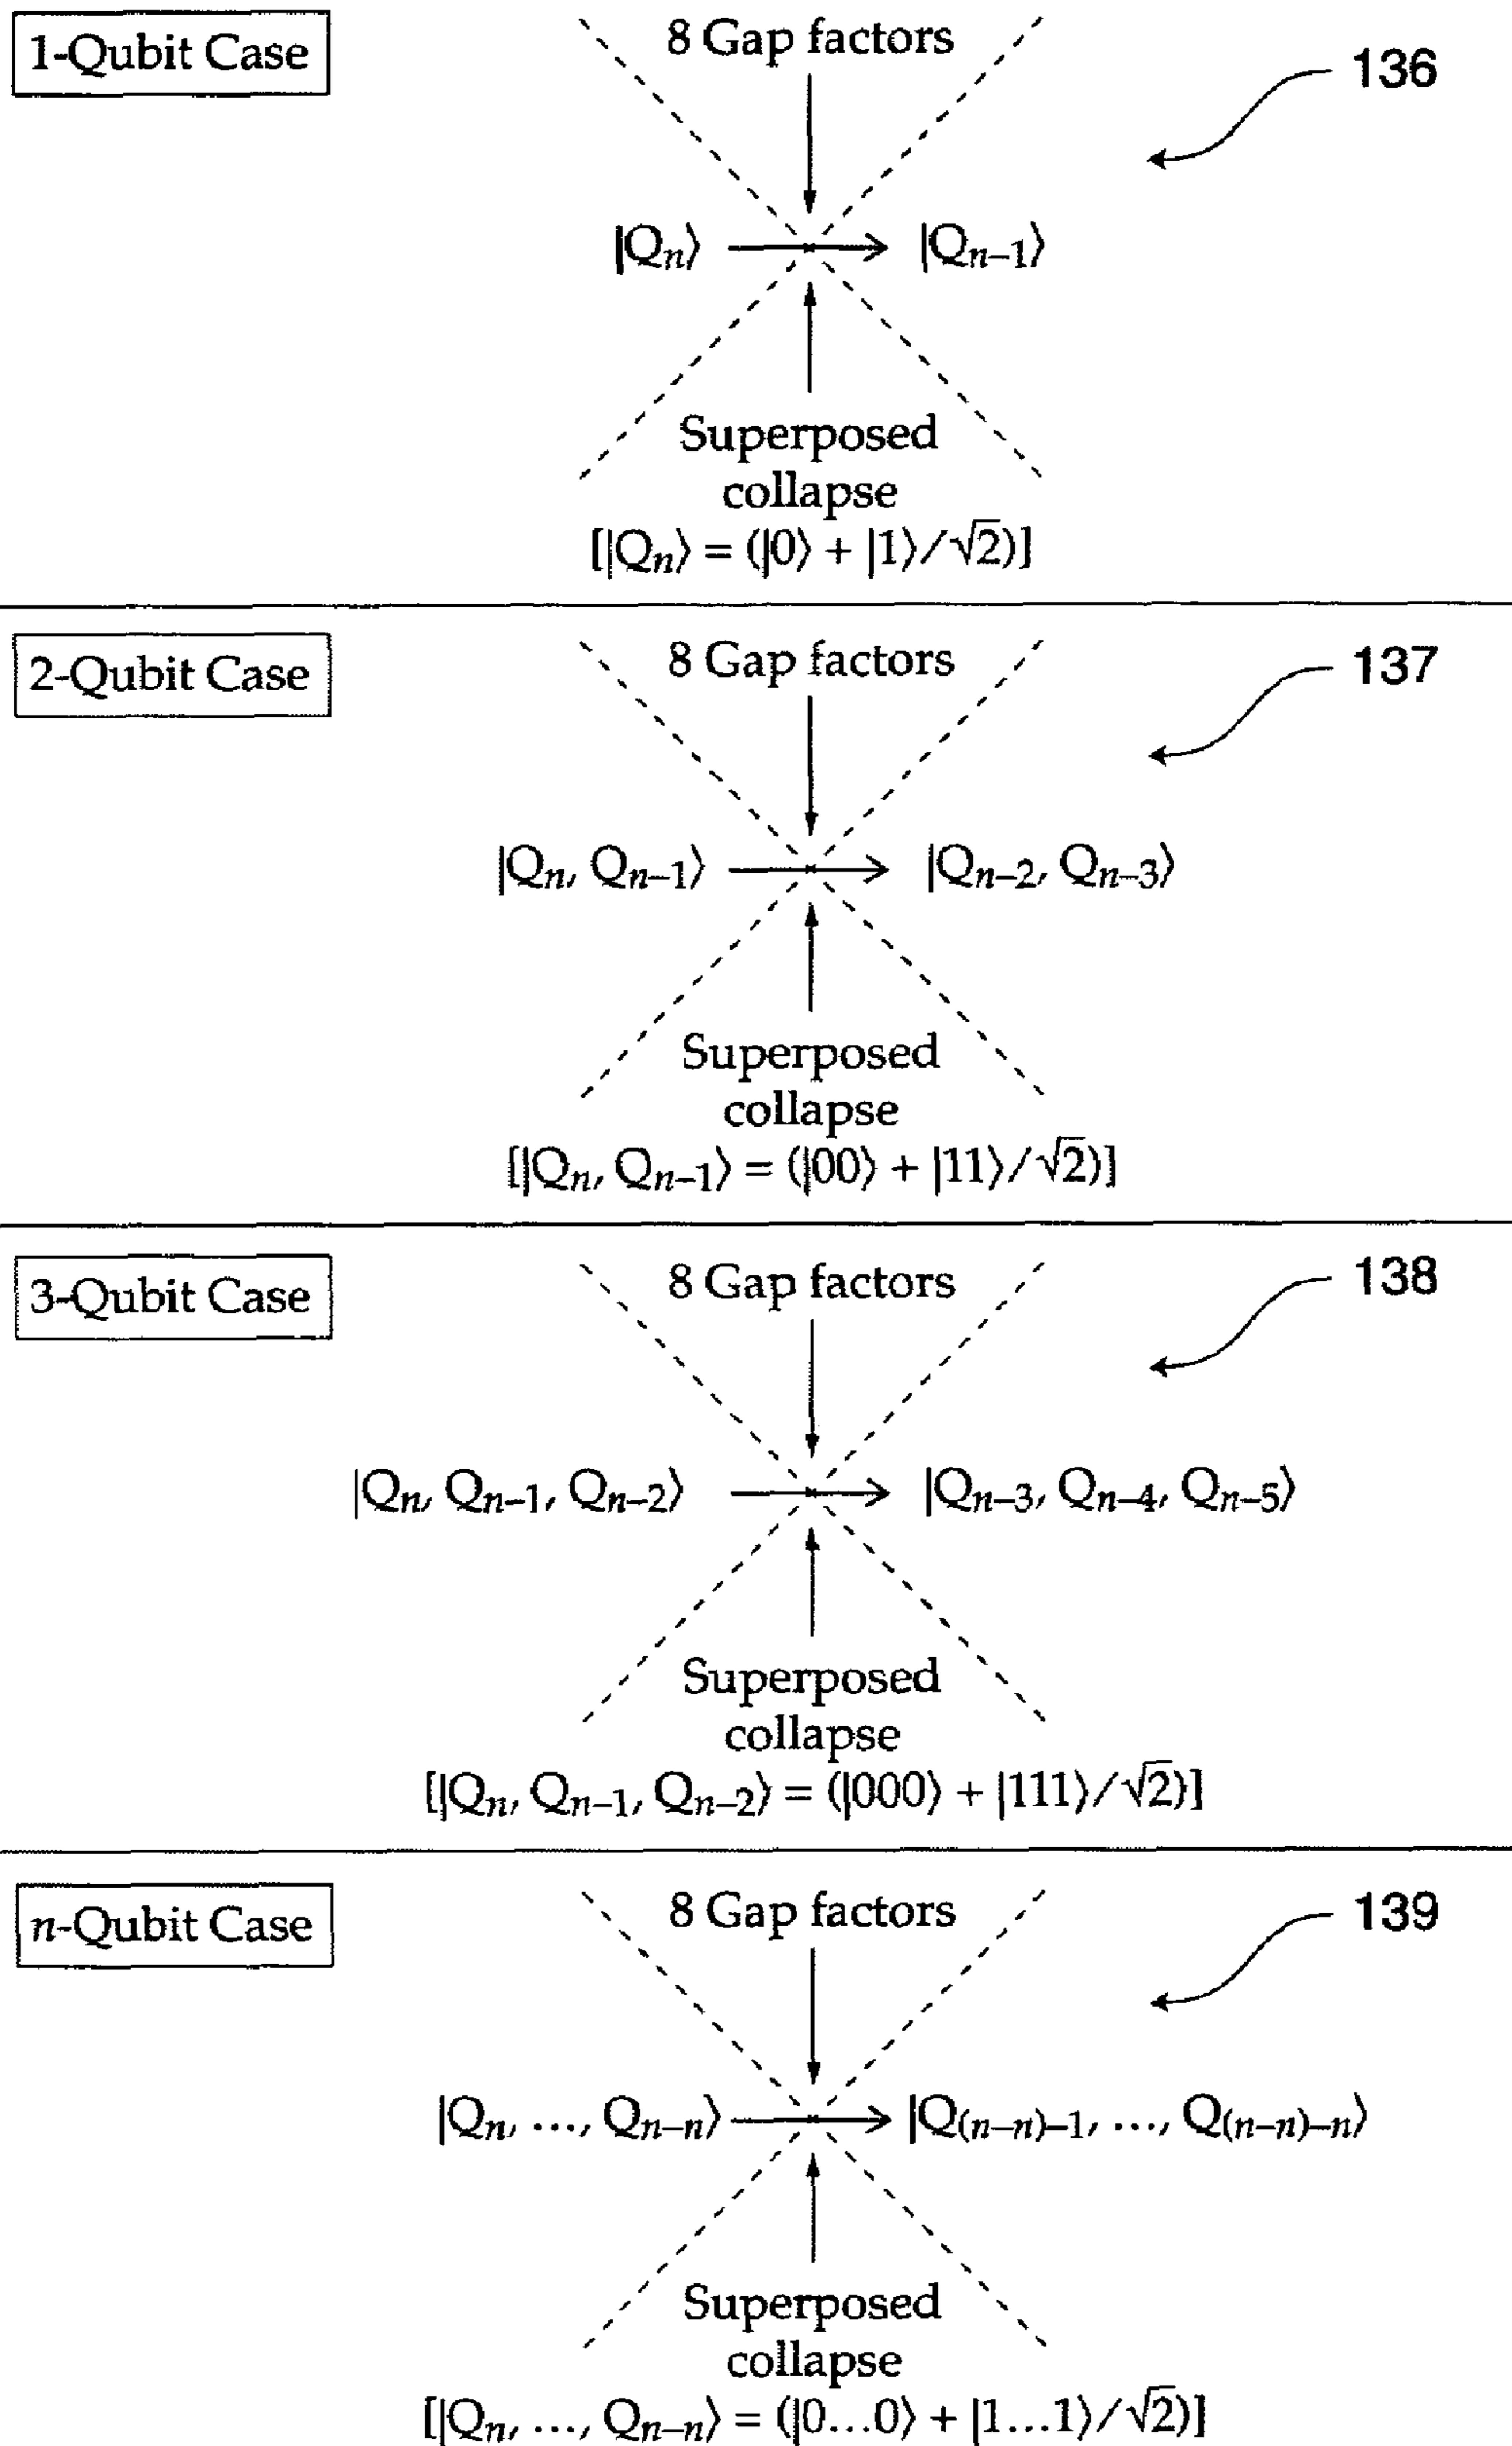 1-Qubit Case
8 Gap factors
136
|Qn⟩ → |Qn–1⟩
Superposed
collapse
[|Qn⟩ = (|0⟩ + |1⟩/√2)]
2-Qubit Case
8 Gap factors
137
|Qn, Qn–1⟩ → |Qn–2, Qn–3⟩
Superposed
collapse
[|Qn, Qn–1⟩ = (|00⟩ + |11⟩/√2)]
3-Qubit Case
8 Gap factors
138
|Qn, Qn–1, Qn–2⟩ → |Qn–3, Qn–4, Qn–5⟩
Superposed
collapse
[|Qn, Qn–1, Qn–2⟩ = (|000⟩ + |111⟩/√2)]
n-Qubit Case
8 Gap factors
139
|Qn, ..., Qn–n⟩ → |Q(n–n)–1, ..., Q(n–n)–n⟩
Superposed
collapse
[|Qn, ..., Qn–n⟩ = (|0...0⟩ + |1...1⟩/√2)]